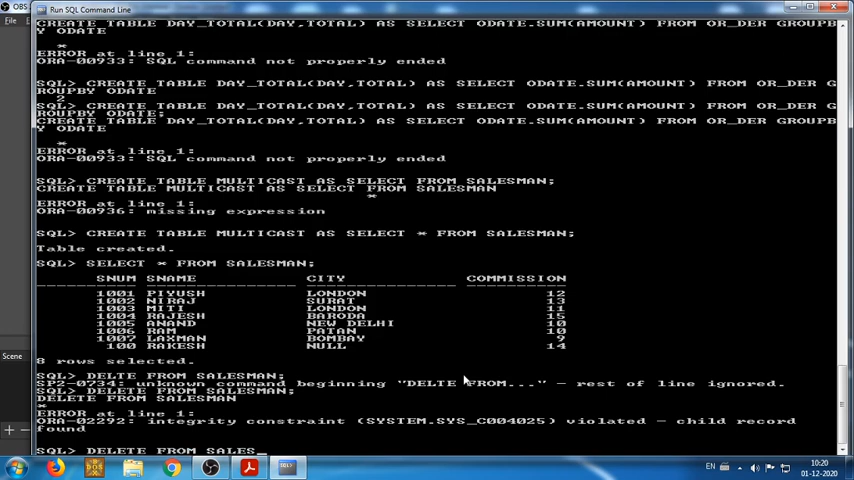 OBS
Run SQL Command Line
File
CREATE TABLE DAY_TOTAL(DAY,TOTAL) AS SELECT ODATE.SUM(AMOUNT) FROM OR_DER GROUPB
Y ODATE
*
ERROR at line 1:
ORA-00933: SQL command not properly ended
SQL> CREATE TABLE DAY_TOTAL(DAY,TOTAL) AS SELECT ODATE.SUM(AMOUNT) FROM OR_DER G
ROUPBY ODATE
2
SQL> CREATE TABLE DAY_TOTAL(DAY,TOTAL) AS SELECT ODATE.SUM(AMOUNT) FROM OR_DER G
ROUPBY ODATE;
CREATE TABLE DAY_TOTAL(DAY,TOTAL) AS SELECT ODATE.SUM(AMOUNT) FROM OR_DER GROUPB
Y ODATE
*
ERROR at line 1:
ORA-00933: SQL command not properly ended
SQL> CREATE TABLE MULTICAST AS SELECT FROM SALESMAN;
CREATE TABLE MULTICAST AS SELECT FROM SALESMAN
*
ERROR at line 1:
ORA-00936: missing expression
SQL> CREATE TABLE MULTICAST AS SELECT * FROM SALESMAN;
Table created.
SQL> SELECT * FROM SALESMAN;
SNUM SNAME CITY COMMISSION
1001 PIYUSH LONDON 12
1002 NIRAJ SURAT 13
1003 MITI LONDON 11
1004 RAJESH BARODA 15
1005 ANAND NEW DELHI 10
1006 RAM PATAN 10
1007 LAXMAN BOMBAY 9
100 RAKESH NULL 14
8 rows selected.
SQL> DELTE FROM SALESMAN;
SP2-0734: unknown command beginning "DELTE FROM..." - rest of line ignored.
SQL> DELETE FROM SALESMAN;
DELETE FROM SALESMAN
*
ERROR at line 1:
ORA-02292: integrity constraint (SYSTEM.SYS_C004025) violated - child record
found
SQL> DELETE FROM SALES_
Scene
DOS
SQL>
EN
10:20
01-12-2020